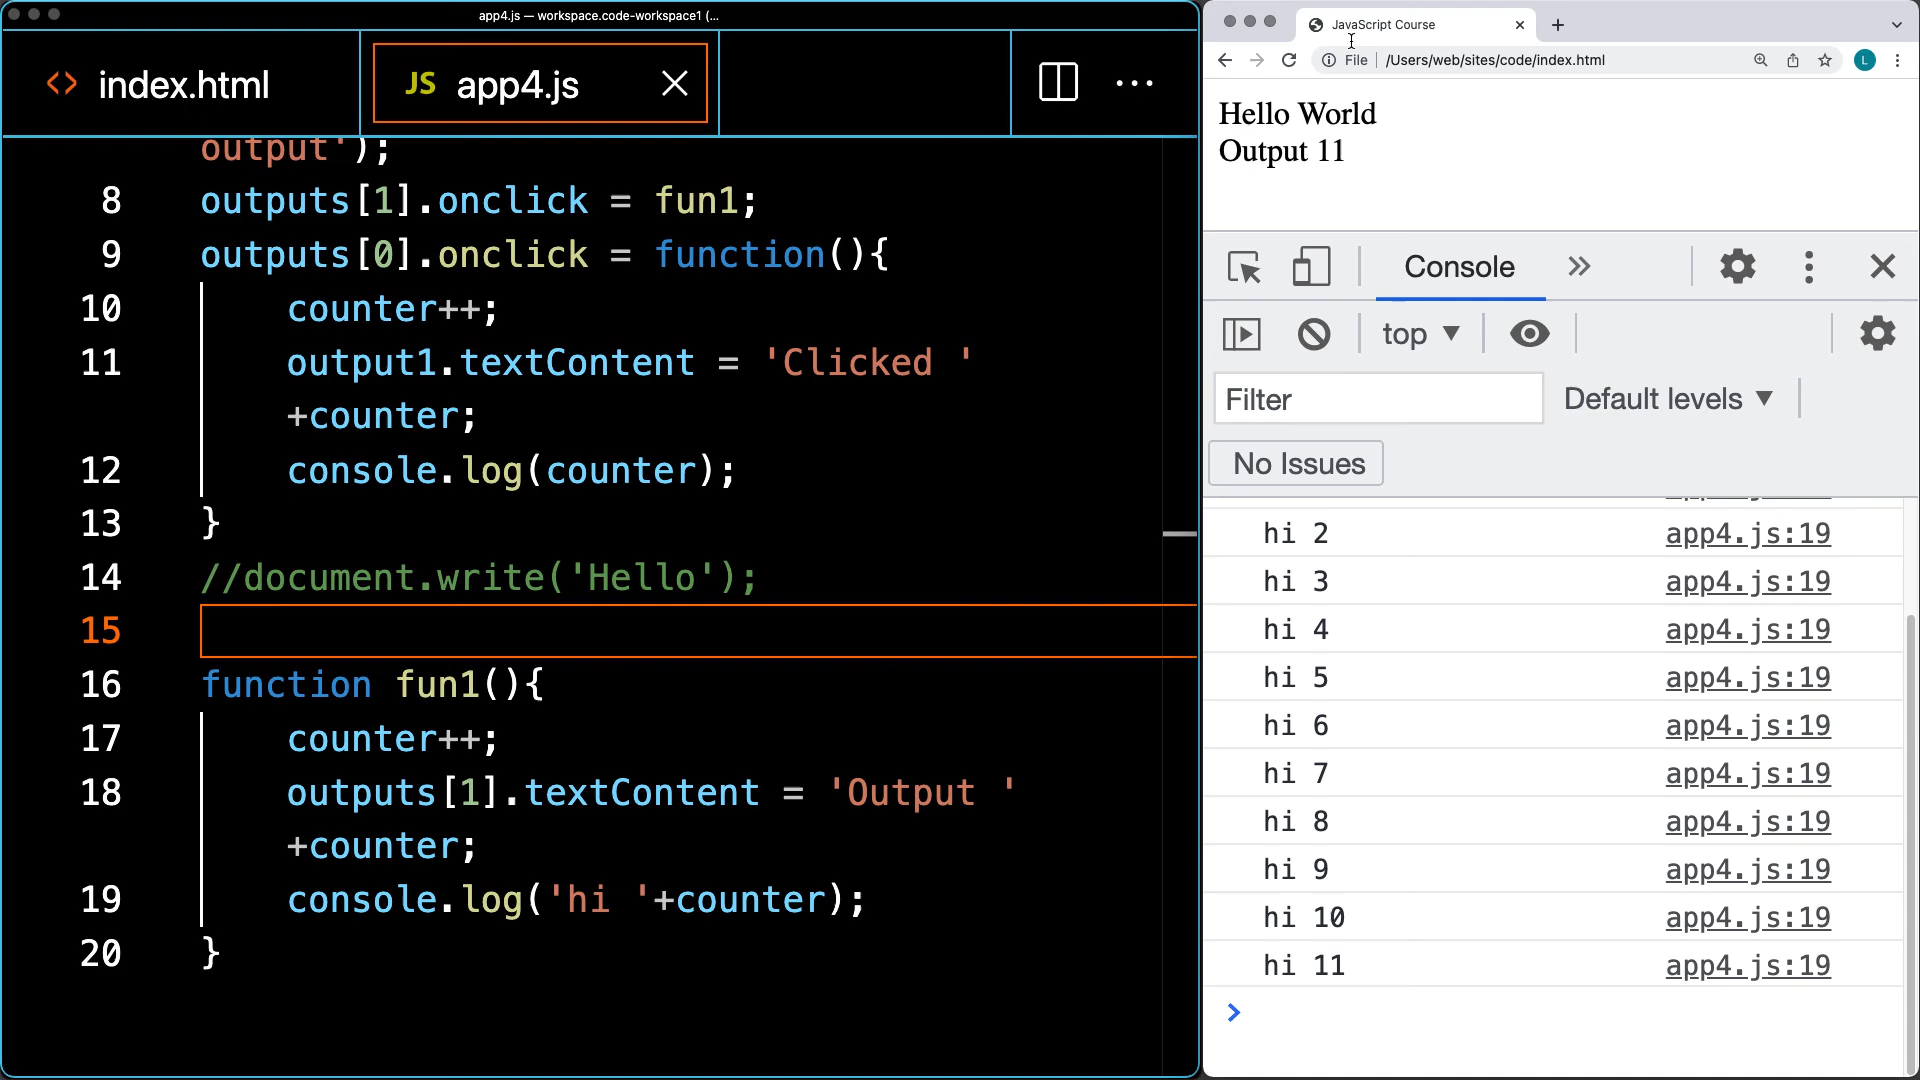 app4.js — workspace.code-workspace1 (...
index.html
JS app4.js
output');
8 outputs[1].onclick = fun1;
9 outputs[0].onclick = function(){
10 counter++;
11 output1.textContent = 'Clicked '
+counter;
12 console.log(counter);
13 }
14 //document.write('Hello');
15
16 function fun1(){
17 counter++;
18 outputs[1].textContent = 'Output '
+counter;
19 console.log('hi '+counter);
20 }
JavaScript Course
File /Users/web/sites/code/index.html
L
Hello World
Output 11
Console
top
Filter
Default levels
No Issues
hi 2 app4.js:19
hi 3 app4.js:19
hi 4 app4.js:19
hi 5 app4.js:19
hi 6 app4.js:19
hi 7 app4.js:19
hi 8 app4.js:19
hi 9 app4.js:19
hi 10 app4.js:19
hi 11 app4.js:19